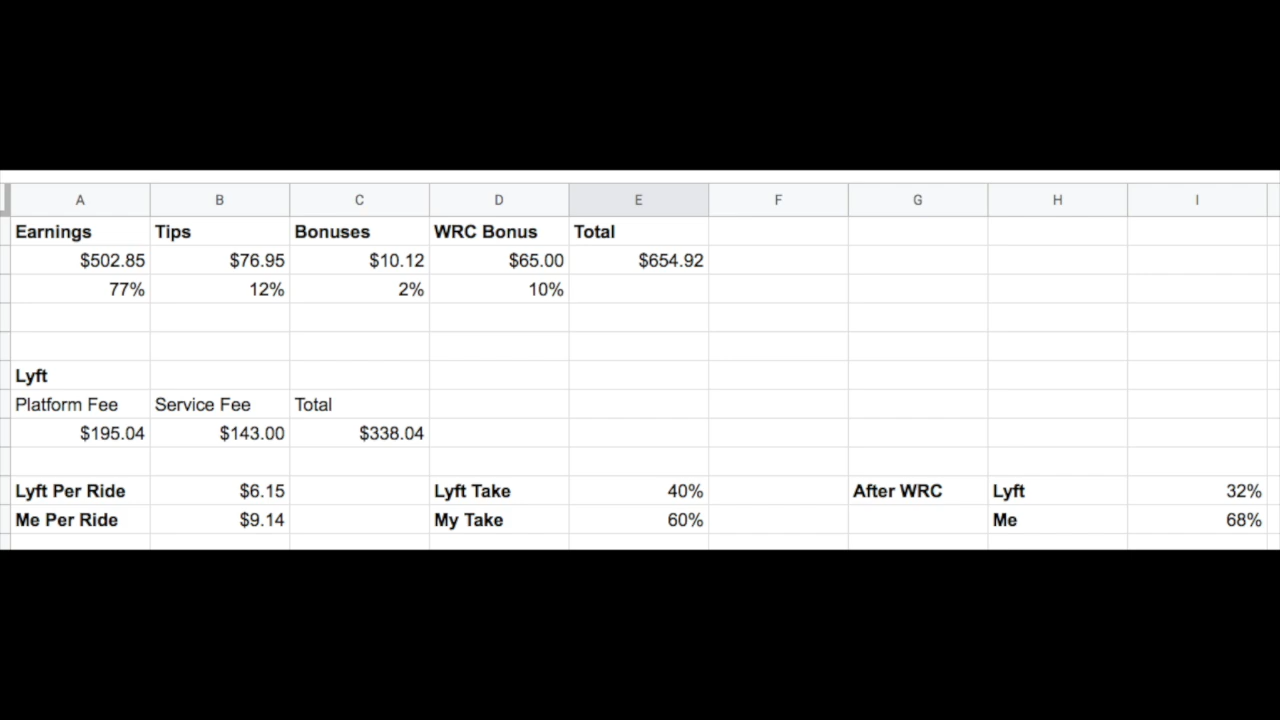 A B C D E F G H I
Earnings Tips Bonuses WRC Bonus Total
$502.85 $76.95 $10.12 $65.00 $654.92
77% 12% 2% 10%
Lyft
Platform Fee Service Fee Total
$195.04 $143.00 $338.04
Lyft Per Ride $6.15 Lyft Take 40% After WRC Lyft 32%
Me Per Ride $9.14 My Take 60% Me 68%